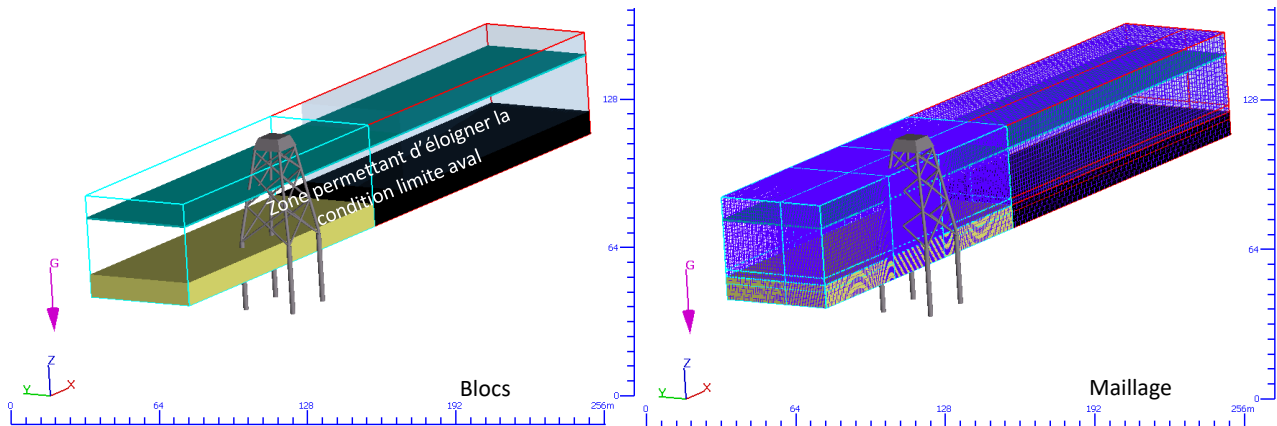 Zone permettant d'éloigner la
condition limite aval
128
64
0
G
Z
Y
X
Blocs
0
64
128
192
256m
128
64
0
G
Z
Y
X
Maillage
0
64
128
192
256m